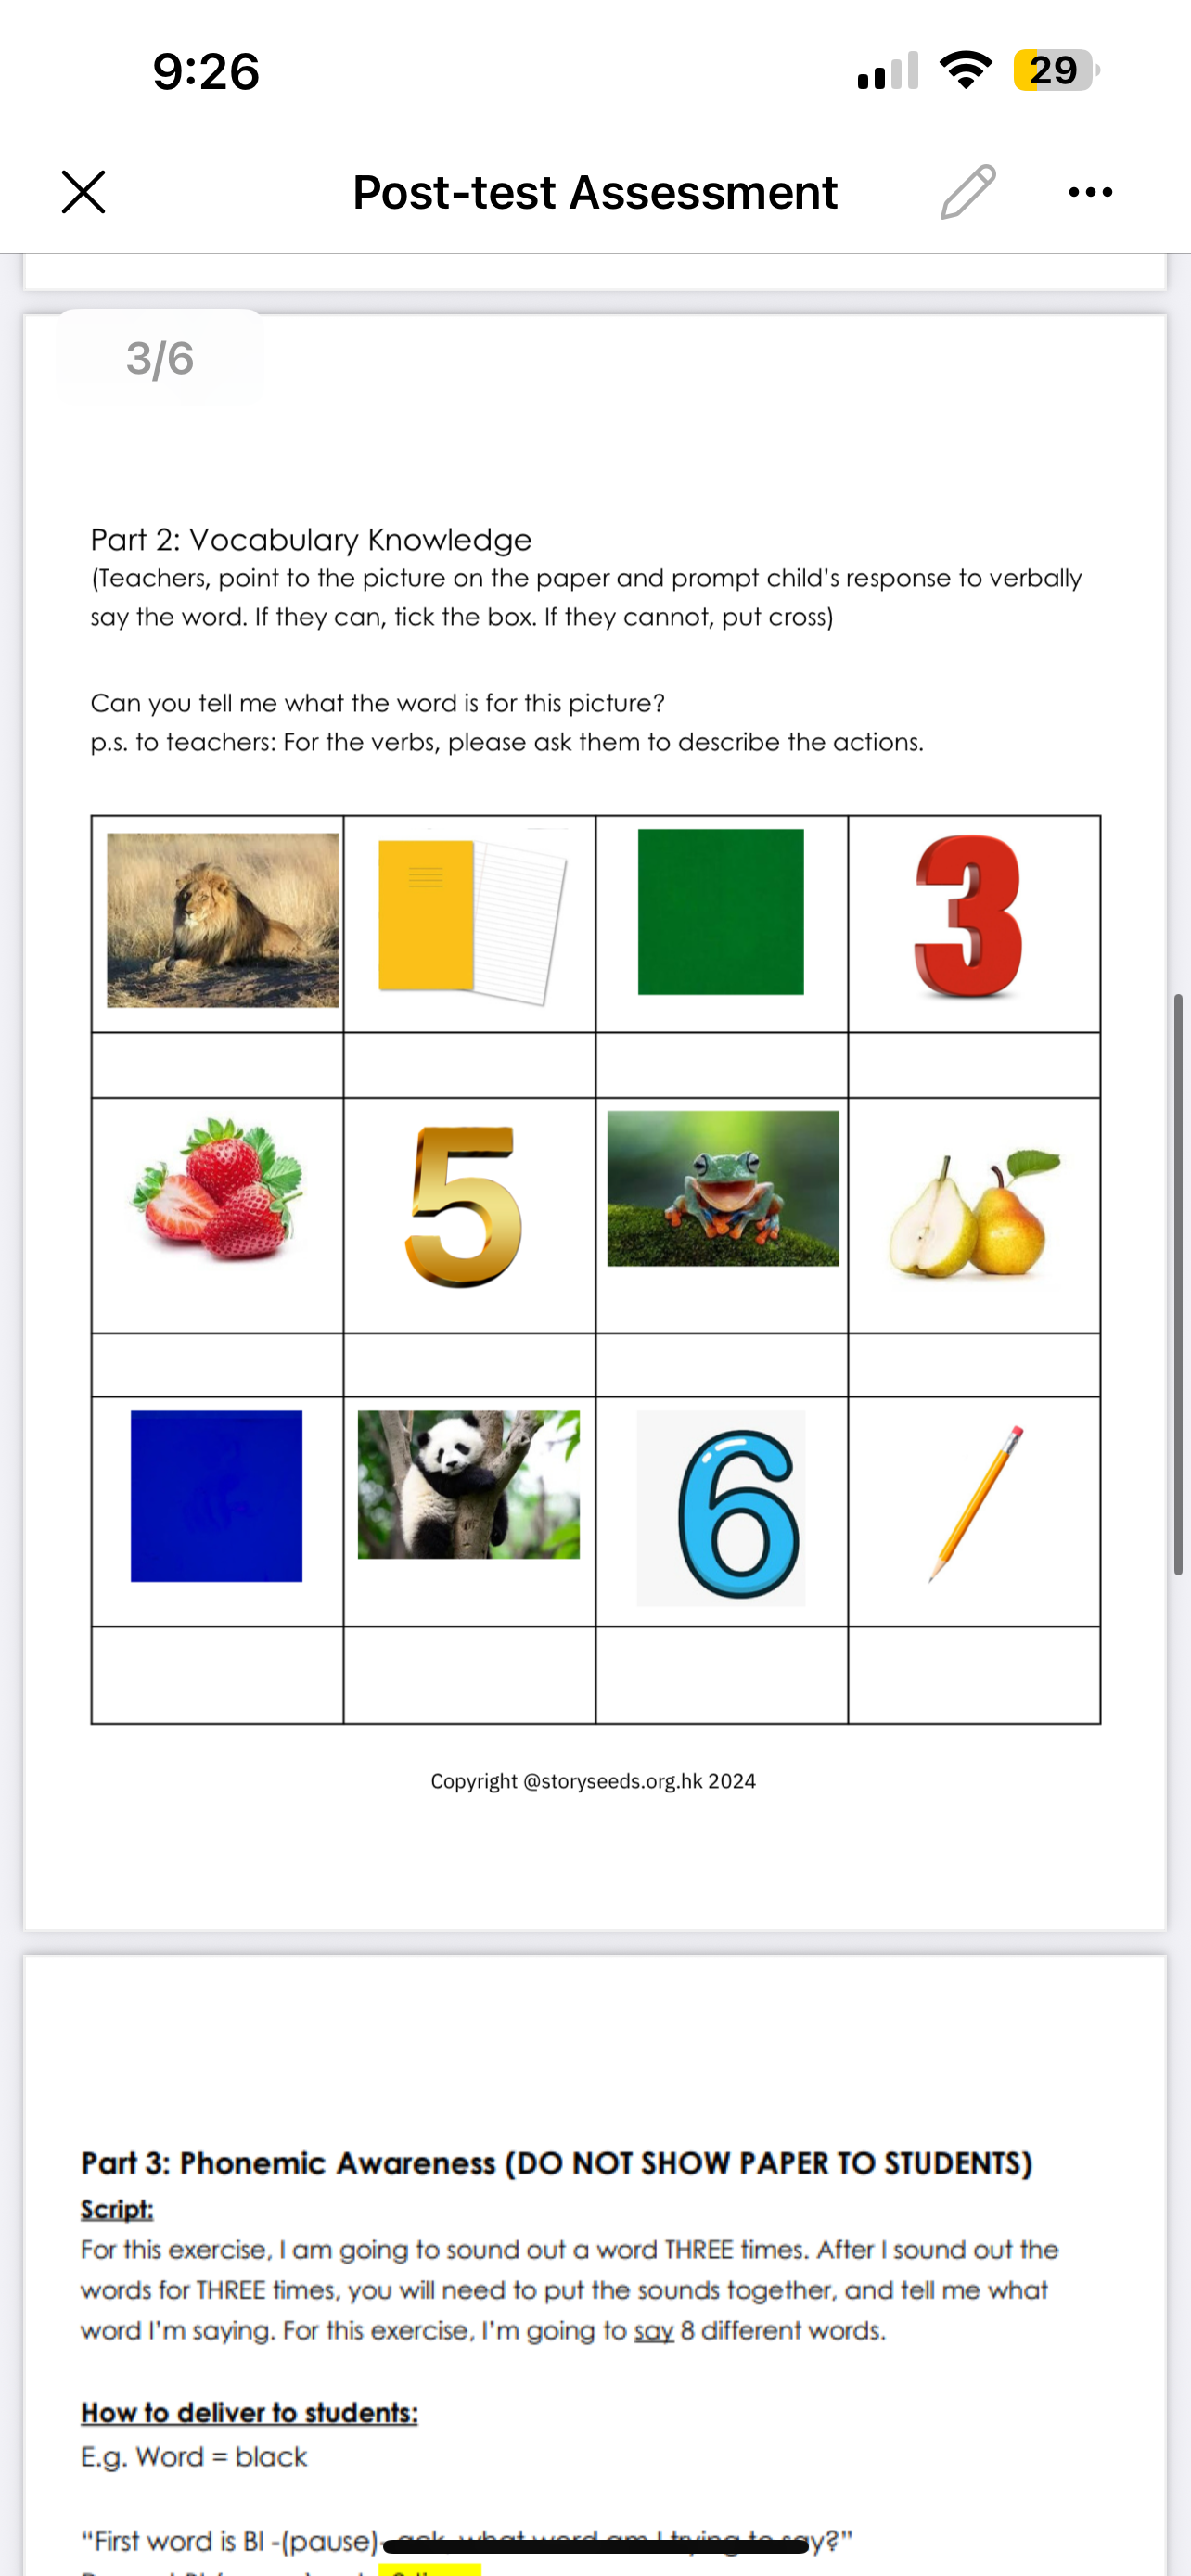 9:26
29
Post-test Assessment
3/6
Part 2: Vocabulary Knowledge
(Teachers, point to the picture on the paper and prompt child's response to verbally
say the word. If they can, tick the box. If they cannot, put cross)
Can you tell me what the word is for this picture?
p.s. to teachers: For the verbs, please ask them to describe the actions.
3
5
6
Copyright @storyseeds.org.hk 2024
Part 3: Phonemic Awareness (DO NOT SHOW PAPER TO STUDENTS)
Script:
For this exercise, I am going to sound out a word THREE times. After I sound out the
words for THREE times, you will need to put the sounds together, and tell me what
word I'm saying. For this exercise, I'm going to say 8 different words.
How to deliver to students:
E.g. Word = black
“First word is Bl -(pause)- ack, what word am I trying to say?”